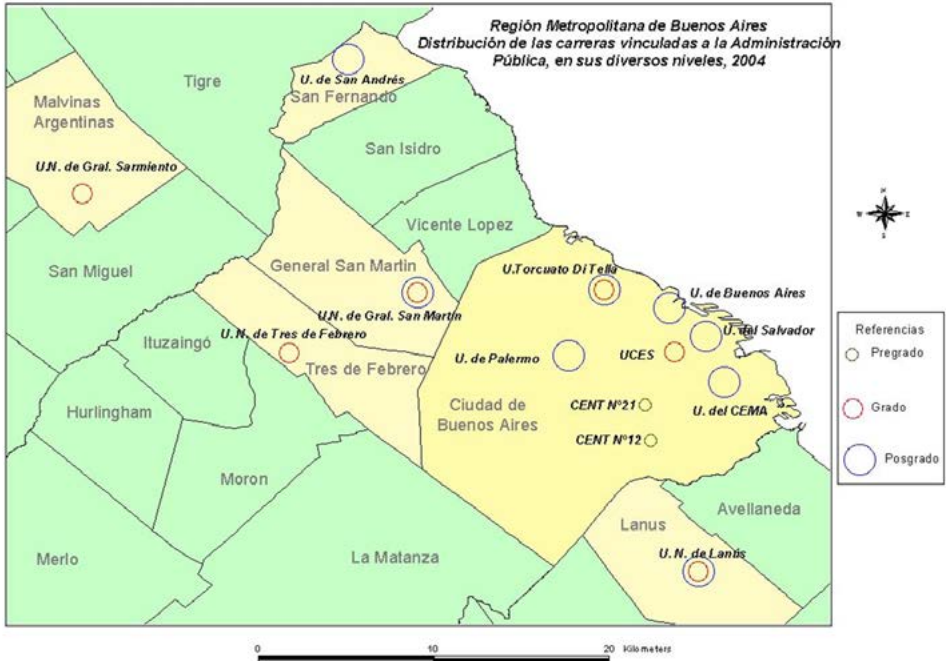 Región Metropolitana de Buenos Aires
Distribución de las carreras vinculadas a la Administración
Pública, en sus diversos niveles, 2004
U. de San Andrés
San Fernando
Tigre
Malvinas
Argentinas
San Isidro
U.N. de Gral. Sarmiento
Vicente Lopez
N
W
E
S
San Miguel
General San Martin
U.Torcuato Di Tella
U. de Buenos Aires
U.N. de Gral. San Martin
U. del Salvador
U. N. de Tres de Febrero
Ituzaingó
U. de Palermo
UCES
Tres de Febrero
Hurlingham
Ciudad de
Buenos Aires
CENT Nº21
U. del CEMA
CENT Nº12
Referencias
Pregrado
Grado
Posgrado
Moron
Lanus
Avellaneda
Merlo
La Matanza
U. N. de Lanús
0 10 20 Kilometers